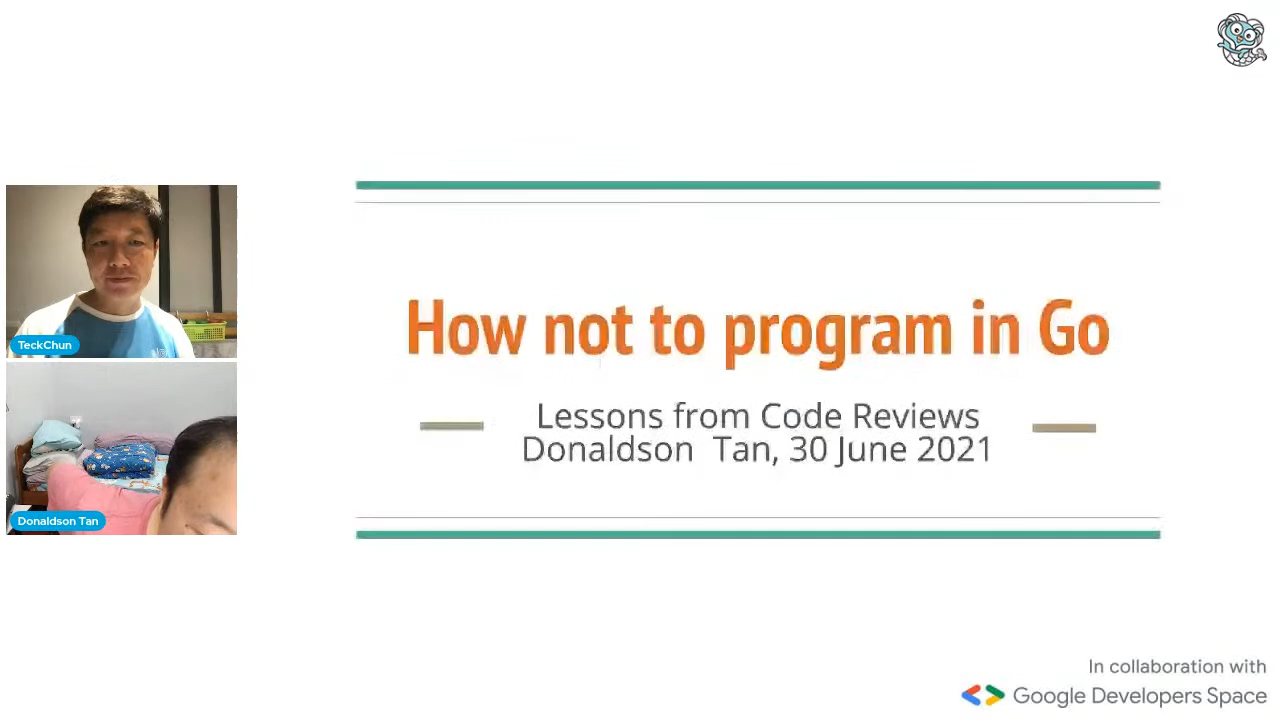 TeckChun
Donaldson Tan
How not to program in Go
Lessons from Code Reviews
Donaldson Tan, 30 June 2021
In collaboration with
Google Developers Space